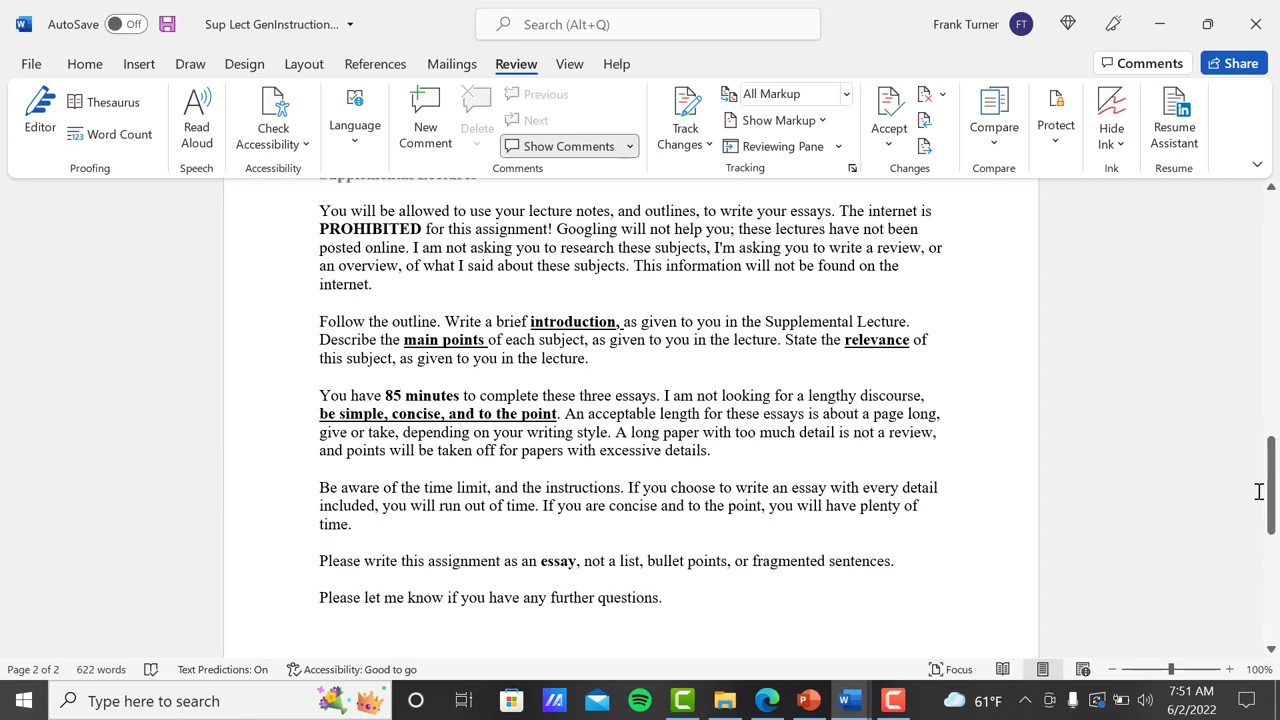 AutoSave Off Sup Lect GenInstruction... Search (Alt+Q) Frank Turner FT
File Home Insert Draw Design Layout References Mailings Review View Help Comments Share
Editor Thesaurus Word Count Proofing
Read Aloud Speech
Check Accessibility Accessibility
Language
New Comment Delete Previous Next Show Comments Comments
Track Changes All Markup Show Markup Reviewing Pane Tracking
Accept Changes
Compare Compare
Protect
Hide Ink Ink
Resume Assistant Resume
Supplemental Lectures
You will be allowed to use your lecture notes, and outlines, to write your essays. The internet is
PROHIBITED for this assignment! Googling will not help you; these lectures have not been
posted online. I am not asking you to research these subjects, I'm asking you to write a review, or
an overview, of what I said about these subjects. This information will not be found on the
internet.
Follow the outline. Write a brief introduction, as given to you in the Supplemental Lecture.
Describe the main points of each subject, as given to you in the lecture. State the relevance of
this subject, as given to you in the lecture.
You have 85 minutes to complete these three essays. I am not looking for a lengthy discourse,
be simple, concise, and to the point. An acceptable length for these essays is about a page long,
give or take, depending on your writing style. A long paper with too much detail is not a review,
and points will be taken off for papers with excessive details.
Be aware of the time limit, and the instructions. If you choose to write an essay with every detail
included, you will run out of time. If you are concise and to the point, you will have plenty of
time.
Please write this assignment as an essay, not a list, bullet points, or fragmented sentences.
Please let me know if you have any further questions.
Page 2 of 2 622 words Text Predictions: On Accessibility: Good to go Focus 100%
Type here to search 61°F 7:51 AM
6/2/2022